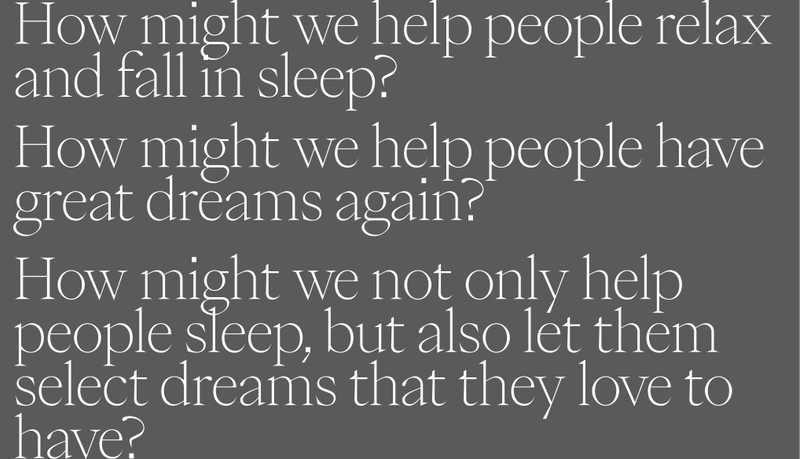 How might we help people relax
and fall in sleep?
How might we help people have
great dreams again?
How might we not only help
people sleep, but also let them
select dreams that they love to
have?